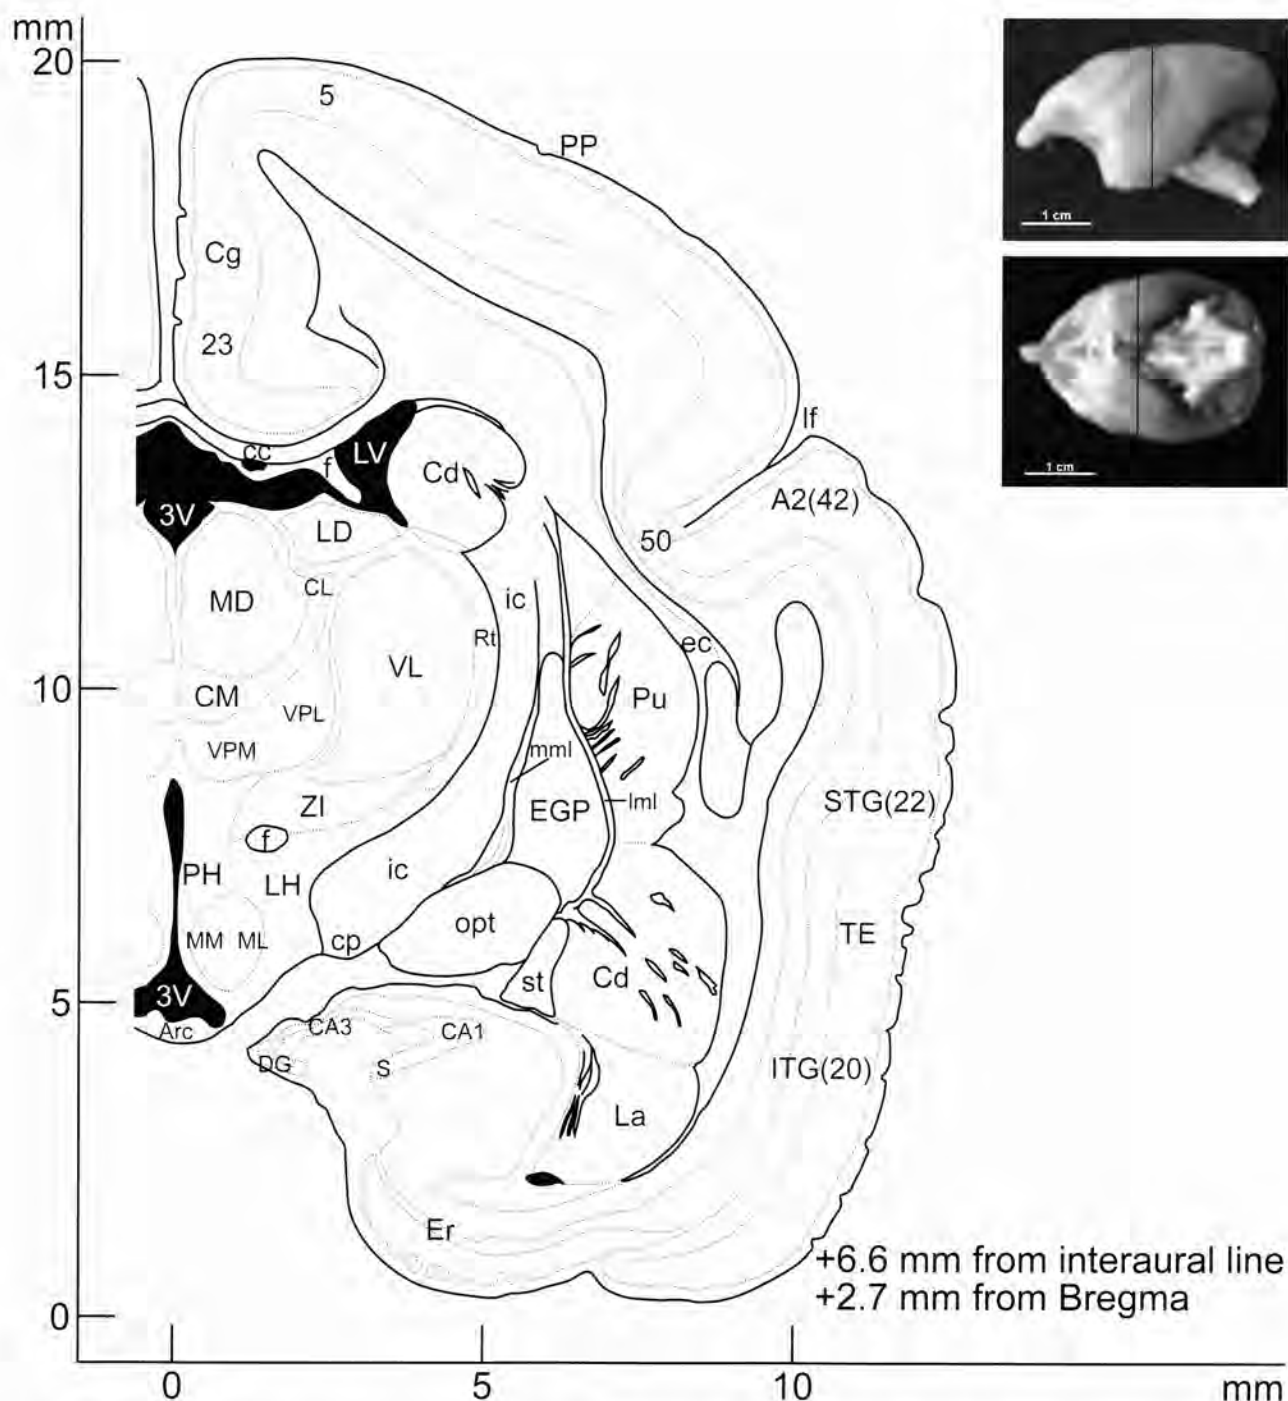 mm
20
5
PP
1 cm
Cg
23
15
1 cm
lf
cc
f
LV
Cd
A2(42)
3V
LD
50
CL
MD
ic
Rt
ec
VL
10
CM
Pu
VPL
VPM
mml
ZI
EGP
lml
STG(22)
f
PH
LH
ic
opt
TE
MM
ML
cp
Cd
st
3V
5
Arc
CA3
CA1
DG
S
ITG(20)
La
Er
+6.6 mm from interaural line
+2.7 mm from Bregma
0
0
5
10
mm